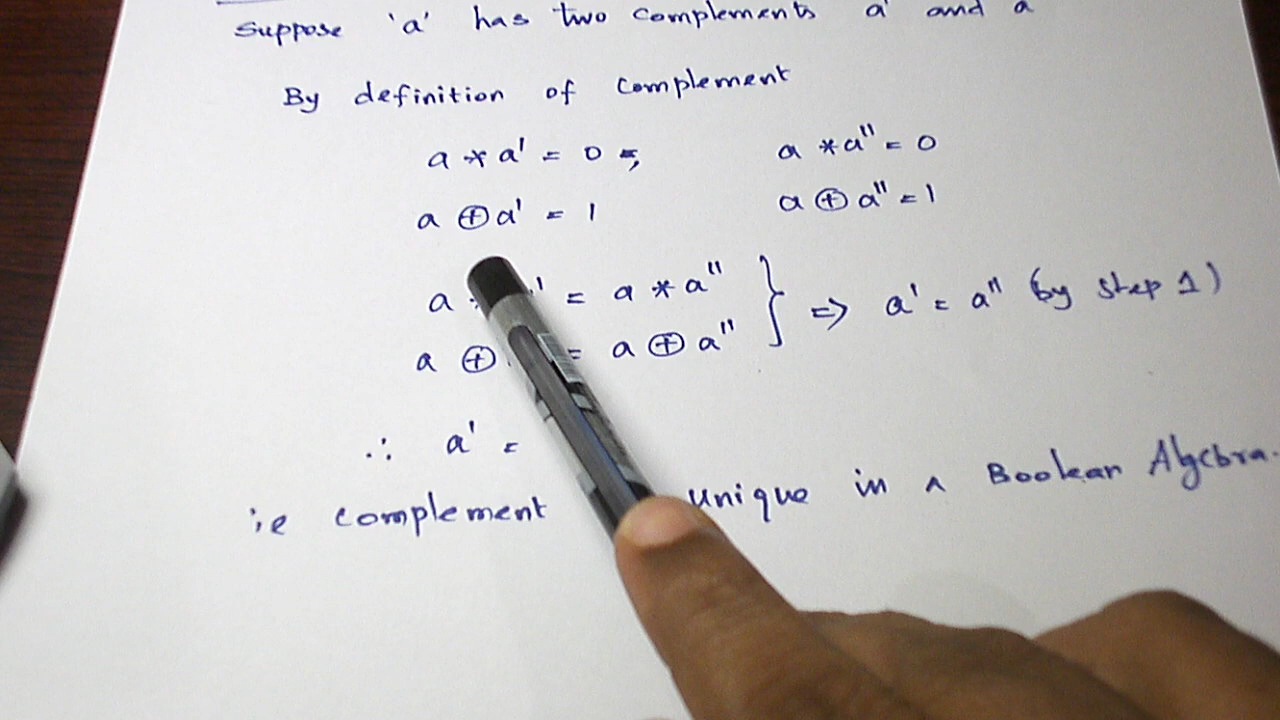 Suppose 'a' has two complements a' and a
By definition of complement
a * a' = 0 ; a * a'' = 0
a ⊕ a' = 1 a ⊕ a'' = 1
a ' = a * a'' } ⇒ a' = a'' (by step 1)
a ⊕ = a ⊕ a''
∴ a' =
ie complement unique in a Boolean Algebra.